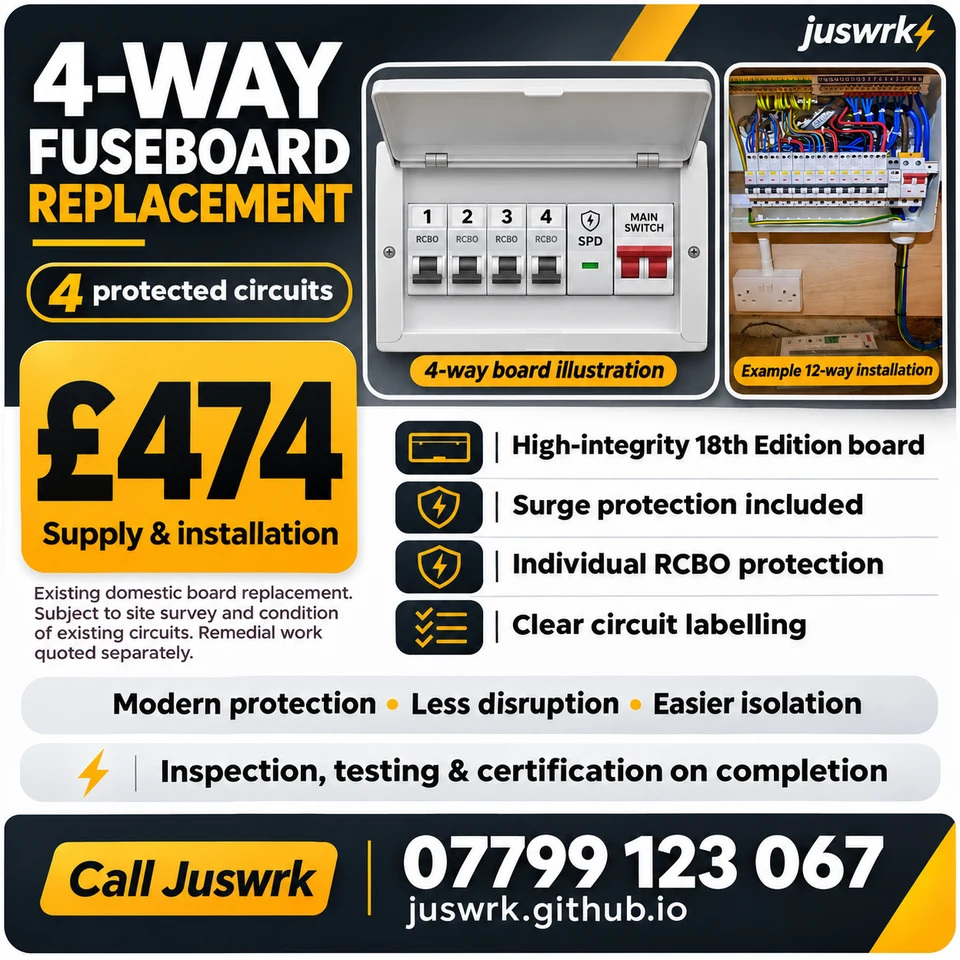 juswrk
4-WAY
FUSEBOARD
REPLACEMENT
4 protected circuits
1 2 3 4
RCBO RCBO RCBO RCBO
SPD
MAIN
SWITCH
4-way board illustration
Example 12-way installation
£474
Supply & installation
Existing domestic board replacement.
Subject to site survey and condition
of existing circuits. Remedial work
quoted separately.
High-integrity 18th Edition board
Surge protection included
Individual RCBO protection
Clear circuit labelling
Modern protection • Less disruption • Easier isolation
Inspection, testing & certification on completion
Call Juswrk
07799 123 067
juswrk.github.io